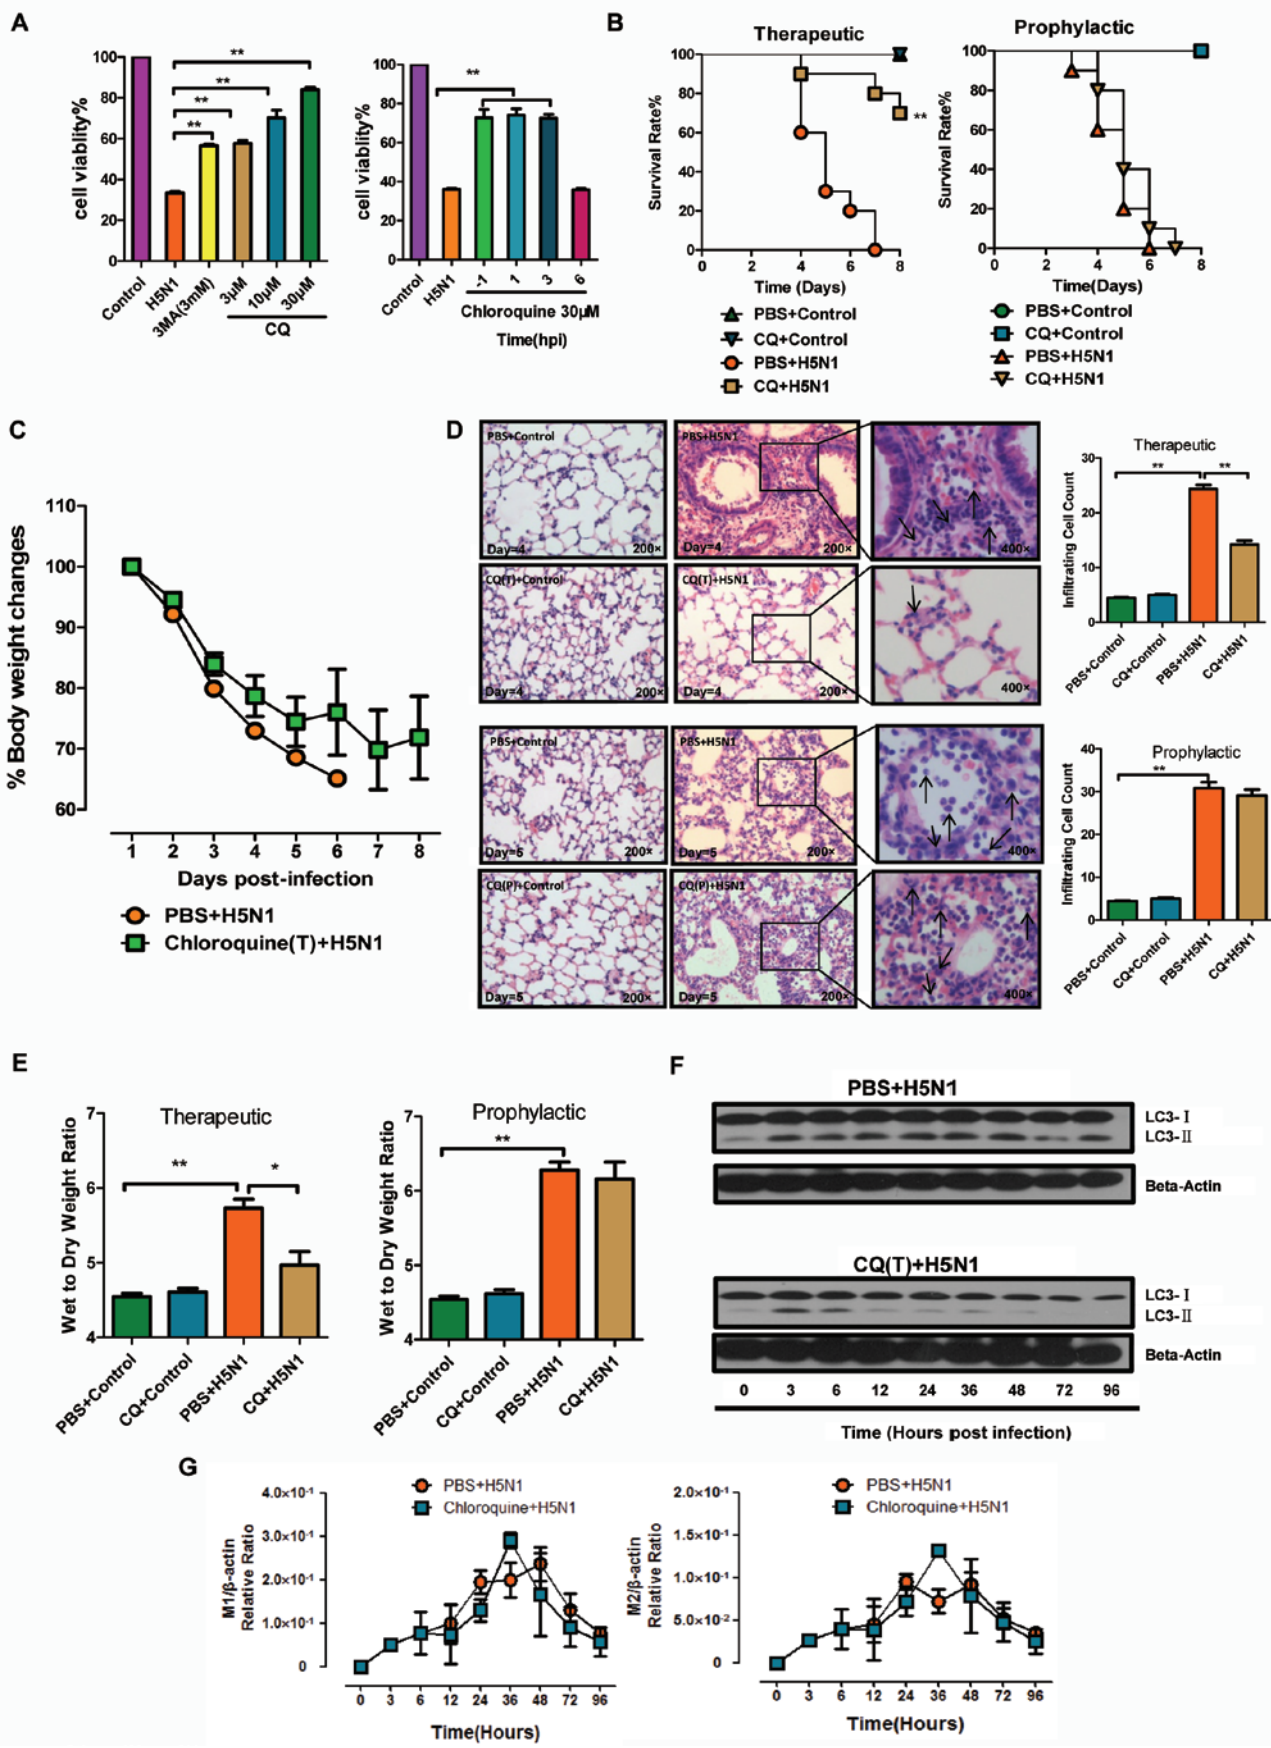 A
100
80
60
40
20
0
cell viablity%
**
**
**
**
Control
H5N1
3MA(3mM)
3μM
10μM
30μM
CQ
100
80
60
40
20
0
cell viablity%
**
Control
H5N1
-1
1
3
6
Chloroquine 30μM
Time(hpi)
B
Therapeutic
100
80
60
40
20
0
Survival Rate%
**
0 2 4 6 8
Time (Days)
PBS+Control
CQ+Control
PBS+H5N1
CQ+H5N1
Prophylactic
100
80
60
40
20
0
Survival Rate%
0 2 4 6 8
Time(Days)
PBS+Control
CQ+Control
PBS+H5N1
CQ+H5N1
C
110
100
90
80
70
60
% Body weight changes
1 2 3 4 5 6 7 8
Days post-infection
PBS+H5N1
Chloroquine(T)+H5N1
D
PBS+Control
Day=4 200×
PBS+H5N1
Day=4 200×
400×
CQ(T)+Control
Day=4 200×
CQ(T)+H5N1
Day=4 200×
400×
PBS+Control
Day=5 200×
PBS+H5N1
Day=5 200×
400×
CQ(P)+Control
Day=5 200×
CQ(P)+H5N1
Day=5 200×
400×
Therapeutic
30
20
10
0
Infiltrating Cell Count
** **
PBS+Control
CQ+Control
PBS+H5N1
CQ+H5N1
Prophylactic
40
30
20
10
0
Infiltrating Cell Count
**
PBS+Control
CQ+Control
PBS+H5N1
CQ+H5N1
E
Therapeutic
7
6
5
4
Wet to Dry Weight Ratio
** *
PBS+Control
CQ+Control
PBS+H5N1
CQ+H5N1
Prophylactic
7
6
5
4
Wet to Dry Weight Ratio
**
PBS+Control
CQ+Control
PBS+H5N1
CQ+H5N1
F
PBS+H5N1
LC3-Ⅰ
LC3-Ⅱ
Beta-Actin
CQ(T)+H5N1
LC3-Ⅰ
LC3-Ⅱ
Beta-Actin
0 3 6 12 24 36 48 72 96
Time (Hours post infection)
G
PBS+H5N1
Chloroquine+H5N1
4.0×10⁻¹
3.0×10⁻¹
2.0×10⁻¹
1.0×10⁻¹
0
M1/β-actin
Relative Ratio
0 3 6 12 24 36 48 72 96
Time(Hours)
PBS+H5N1
Chloroquine+H5N1
2.0×10⁻¹
1.5×10⁻¹
1.0×10⁻¹
5.0×10⁻²
0
M2/β-actin
Relative Ratio
0 3 6 12 24 36 48 72 96
Time(Hours)